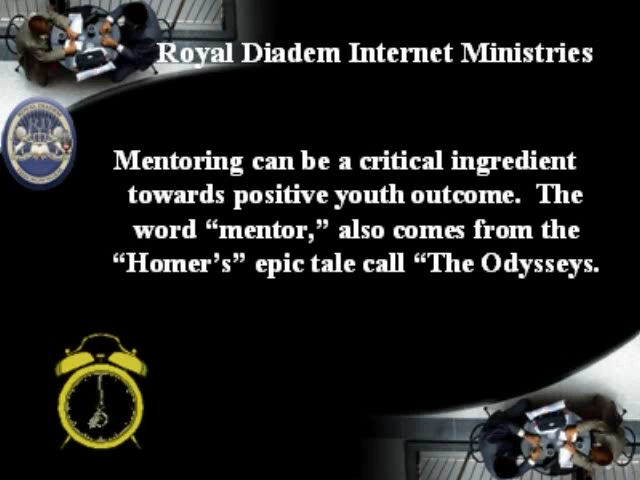 Royal Diadem Internet Ministries
Mentoring can be a critical ingredient
towards positive youth outcome. The
word “mentor,” also comes from the
“Homer’s” epic tale call “The Odysseys.